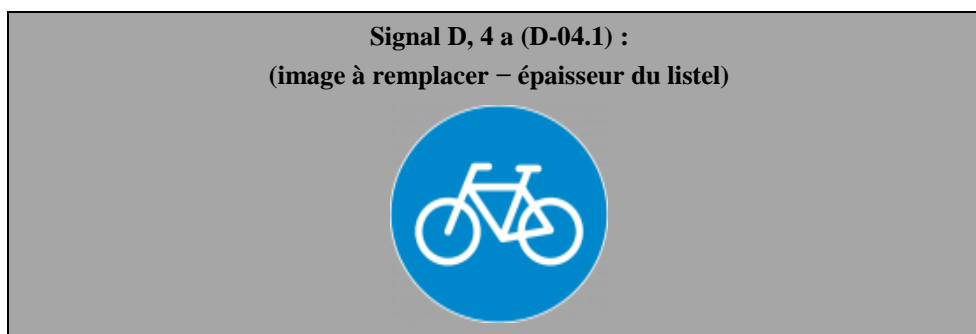 Signal D, 4 a (D-04.1) :
(image à remplacer − épaisseur du listel)